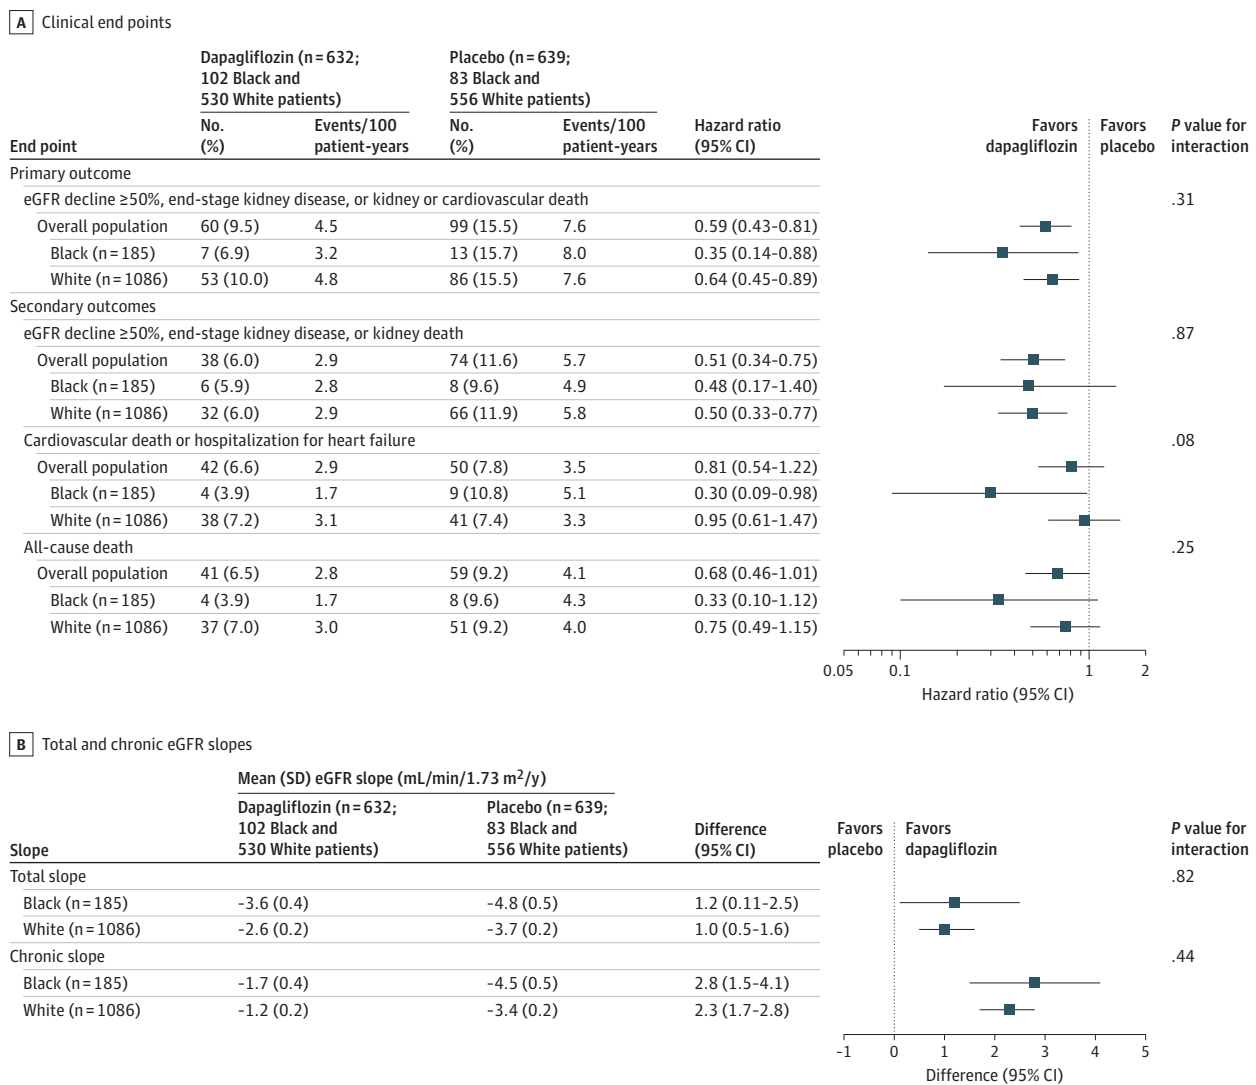 A Clinical end points
Dapagliflozin (n=632; Placebo (n=639;
102 Black and 83 Black and
530 White patients) 556 White patients)
No. Events/100 No. Events/100 Hazard ratio Favors Favors P value for
End point (%) patient-years (%) patient-years (95% CI) dapagliflozin placebo interaction
Primary outcome
eGFR decline ≥50%, end-stage kidney disease, or kidney or cardiovascular death .31
Overall population 60 (9.5) 4.5 99 (15.5) 7.6 0.59 (0.43-0.81)
Black (n=185) 7 (6.9) 3.2 13 (15.7) 8.0 0.35 (0.14-0.88)
White (n=1086) 53 (10.0) 4.8 86 (15.5) 7.6 0.64 (0.45-0.89)
Secondary outcomes
eGFR decline ≥50%, end-stage kidney disease, or kidney death .87
Overall population 38 (6.0) 2.9 74 (11.6) 5.7 0.51 (0.34-0.75)
Black (n=185) 6 (5.9) 2.8 8 (9.6) 4.9 0.48 (0.17-1.40)
White (n=1086) 32 (6.0) 2.9 66 (11.9) 5.8 0.50 (0.33-0.77)
Cardiovascular death or hospitalization for heart failure .08
Overall population 42 (6.6) 2.9 50 (7.8) 3.5 0.81 (0.54-1.22)
Black (n=185) 4 (3.9) 1.7 9 (10.8) 5.1 0.30 (0.09-0.98)
White (n=1086) 38 (7.2) 3.1 41 (7.4) 3.3 0.95 (0.61-1.47)
All-cause death .25
Overall population 41 (6.5) 2.8 59 (9.2) 4.1 0.68 (0.46-1.01)
Black (n=185) 4 (3.9) 1.7 8 (9.6) 4.3 0.33 (0.10-1.12)
White (n=1086) 37 (7.0) 3.0 51 (9.2) 4.0 0.75 (0.49-1.15)
0.05 0.1 1 2
Hazard ratio (95% CI)
B Total and chronic eGFR slopes
Mean (SD) eGFR slope (mL/min/1.73 m²/y)
Dapagliflozin (n=632; Placebo (n=639;
102 Black and 83 Black and Difference Favors Favors P value for
Slope 530 White patients) 556 White patients) (95% CI) placebo dapagliflozin interaction
Total slope .82
Black (n=185) -3.6 (0.4) -4.8 (0.5) 1.2 (0.11-2.5)
White (n=1086) -2.6 (0.2) -3.7 (0.2) 1.0 (0.5-1.6)
Chronic slope .44
Black (n=185) -1.7 (0.4) -4.5 (0.5) 2.8 (1.5-4.1)
White (n=1086) -1.2 (0.2) -3.4 (0.2) 2.3 (1.7-2.8)
-1 0 1 2 3 4 5
Difference (95% CI)